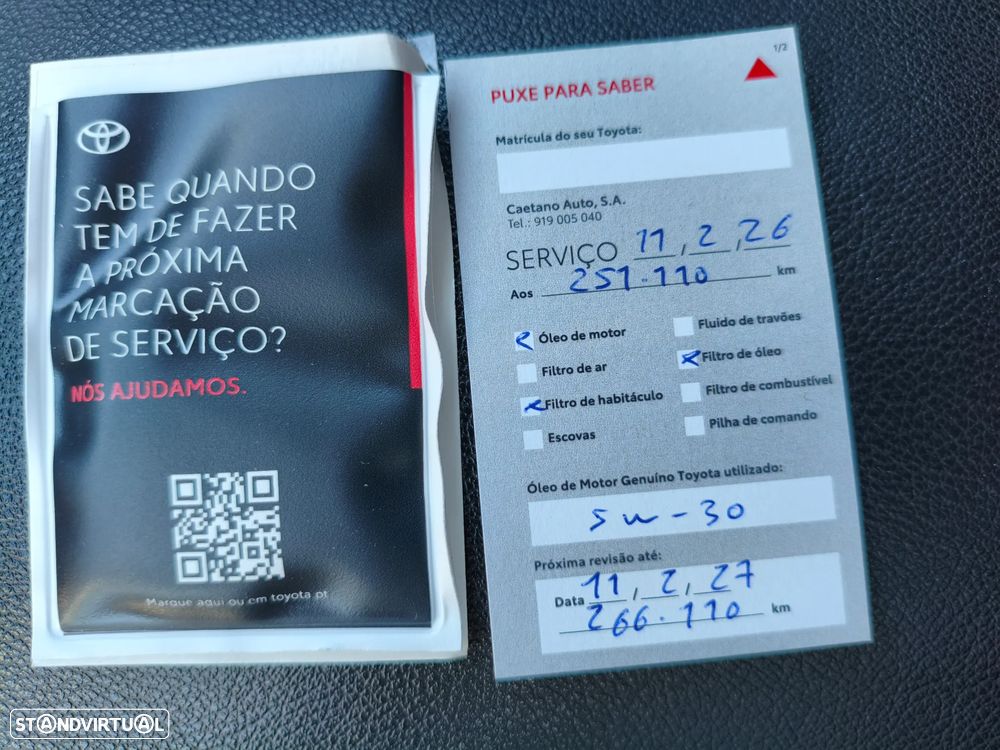 SABE QUANDO
TEM DE FAZER
A PRÓXIMA
MARCAÇÃO
DE SERVIÇO?
NÓS AJUDAMOS.
Marque aqui ou em toyota.pt
1/2
PUXE PARA SABER
Matrícula do seu Toyota:
Caetano Auto, S.A.
Tel.: 919 005 040
SERVIÇO 11, 2, 26
Aos 251.110 km
Óleo de motor
Fluido de travões
Filtro de ar
Filtro de óleo
Filtro de habitáculo
Filtro de combustível
Escovas
Pilha de comando
Óleo de Motor Genuíno Toyota utilizado:
5w-30
Próxima revisão até:
Data 11, 2, 27
266.110 km
STANDVIRTUAL